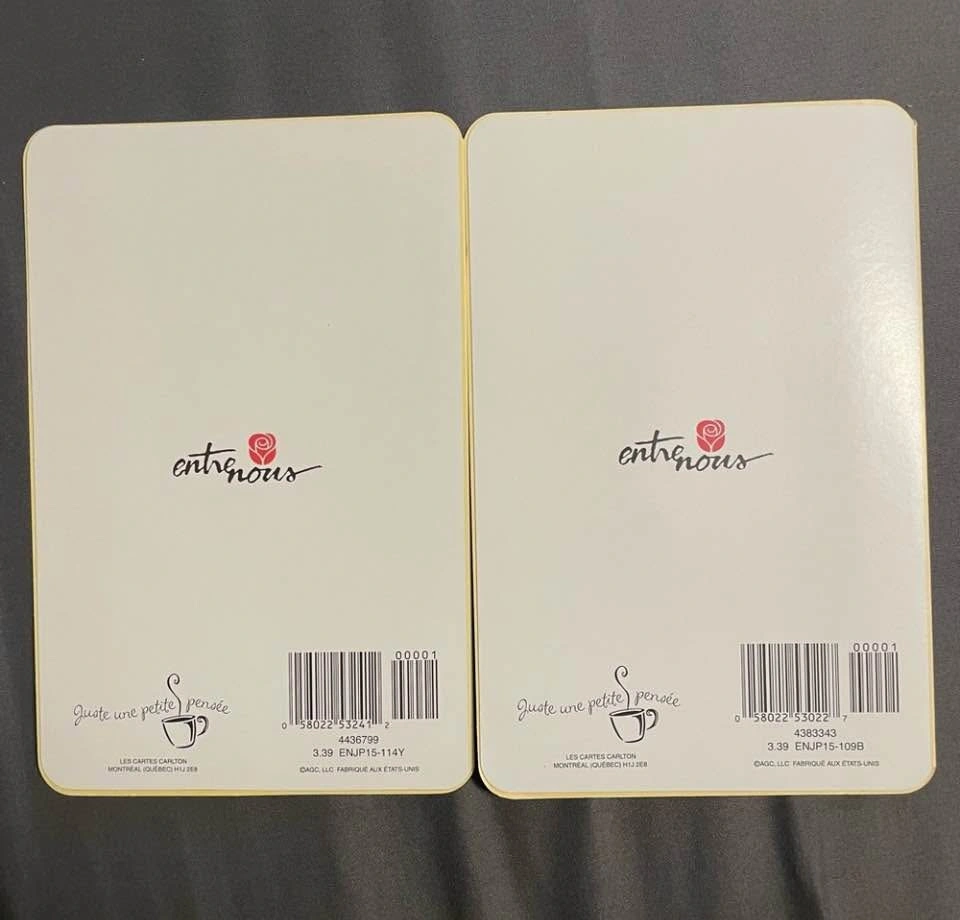 entre nous
00001
Juste une petite pensée
0 58022 53241 2
4436799
3.39 ENJP15-114Y
LES CARTES CARLTON
MONTRÉAL (QUÉBEC) H1J 2E8
©AGC, LLC FABRIQUÉ AUX ÉTATS-UNIS
entre nous
00001
Juste une petite pensée
0 58022 53022 7
4383343
3.39 ENJP15-109B
LES CARTES CARLTON
MONTRÉAL (QUÉBEC) H1J 2E8
©AGC, LLC FABRIQUÉ AUX ÉTATS-UNIS